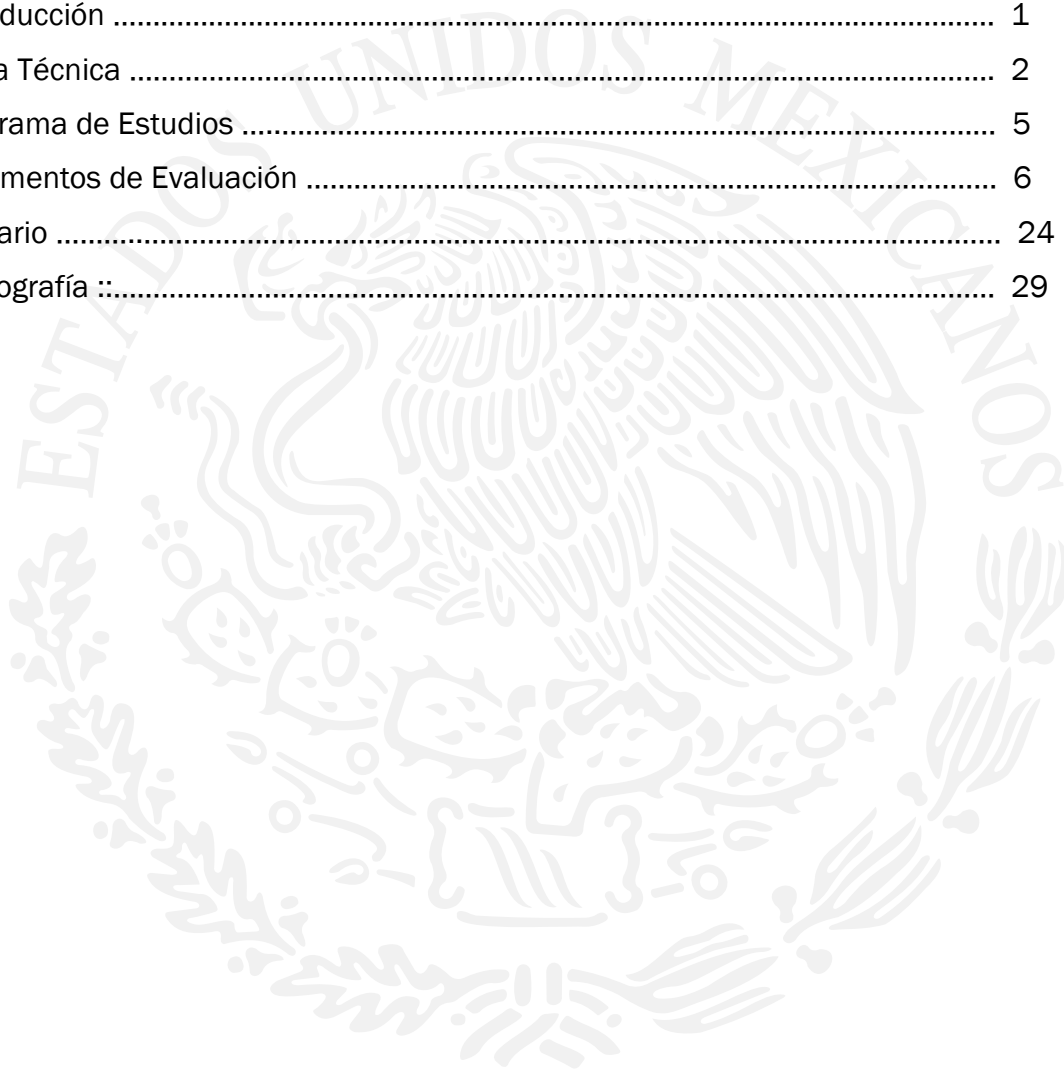 ducción ........................................................................................................... 1
a Técnica ......................................................................................................... 2
rama de Estudios ........................................................................................... 5
mentos de Evaluación .................................................................................... 6
ario .................................................................................................................. 24
ografía ::........................................................................................................... 29
ESTADOS UNIDOS MEXICANOS